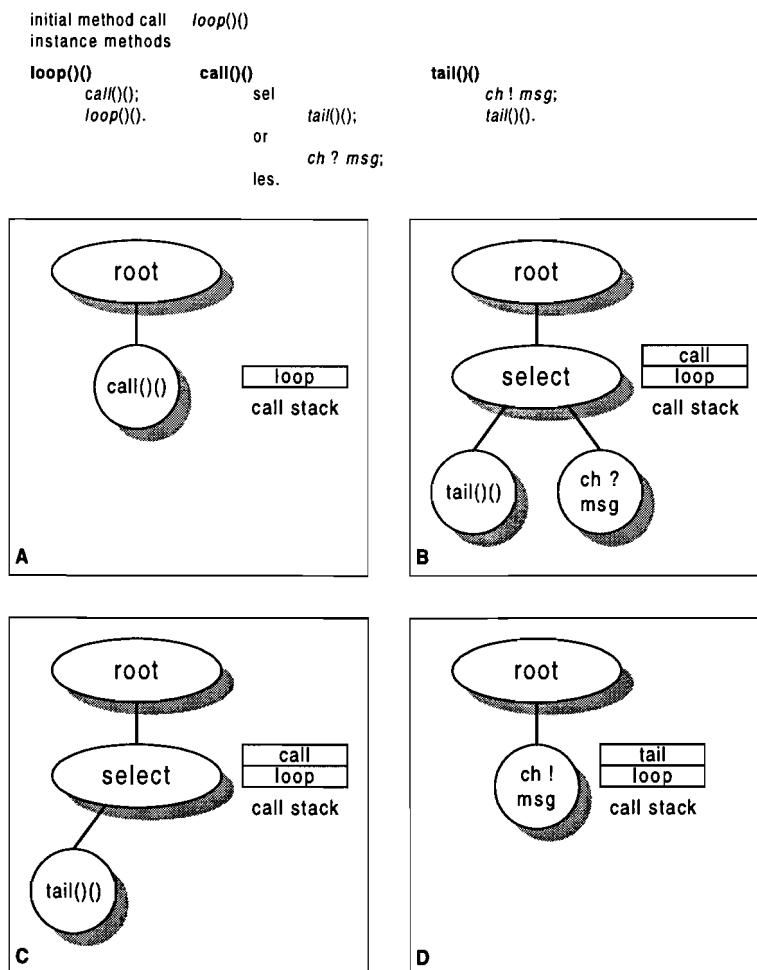 initial method call loop()()
instance methods
loop()() call()() tail()()
call()(); sel ch ! msg;
loop()(). tail()(); tail()().
or
ch ? msg;
les.
root
call()()
loop
call stack
A
root
select
call
loop
call stack
tail()()
ch ?
msg
B
root
select
call
loop
call stack
tail()()
C
root
ch !
msg
tail
loop
call stack
D